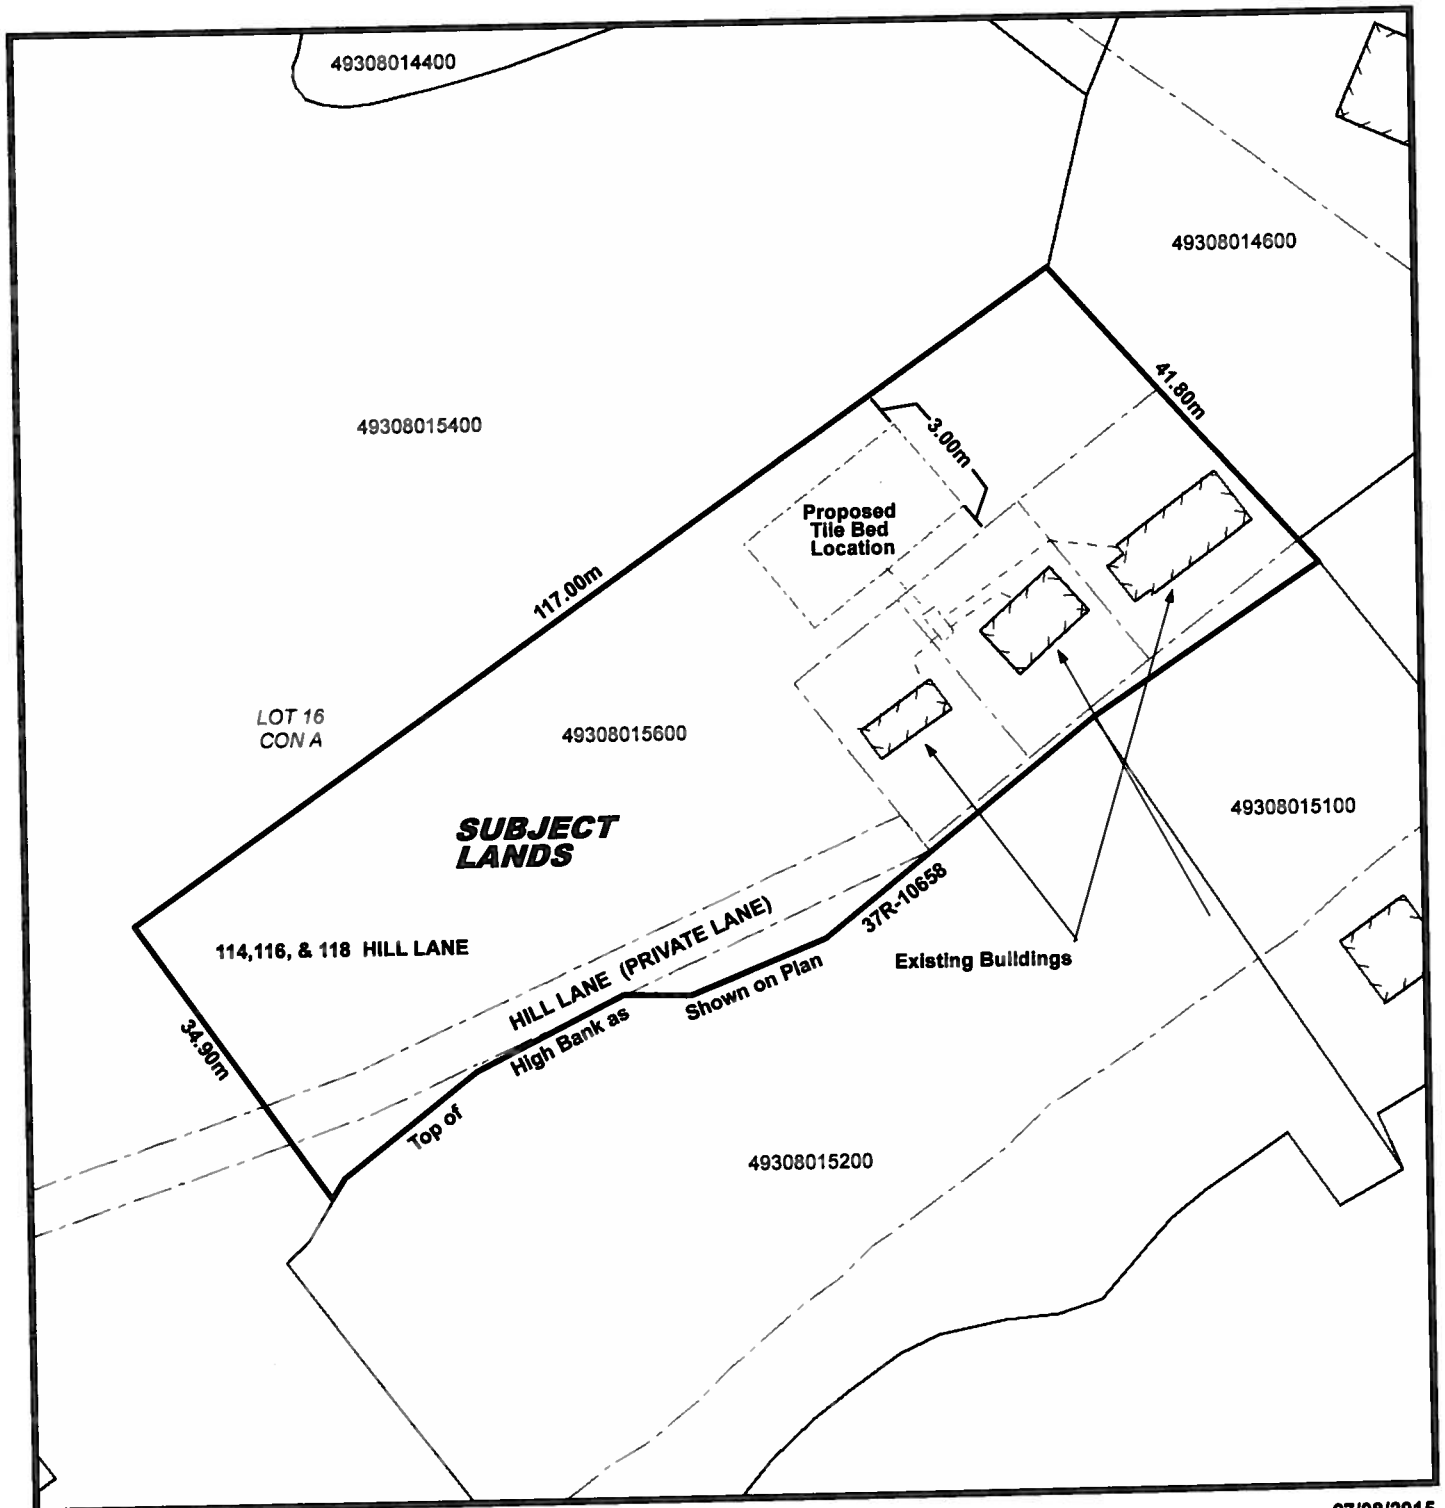 49308014400
49308014600
41.80m
49308015400
3.00m
Proposed
Tile Bed
Location
117.00m
LOT 16
CON A
49308015600
49308015100
SUBJECT
LANDS
114,116, & 118 HILL LANE
HILL LANE (PRIVATE LANE)
37R-10658
Existing Buildings
Shown on Plan
High Bank as
Top of
34.90m
49308015200